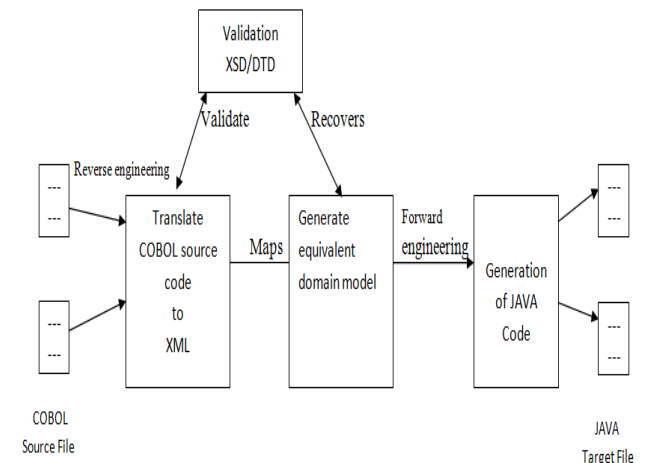 Validation
XSD/DTD
Validate
Recovers
Reverse engineering
---
---
Translate
COBOL source
code
to
XML
Maps
Generate
equivalent
domain model
Forward
engineering
Generation
of JAVA
Code
---
---
---
---
---
---
COBOL
Source File
JAVA
Target File